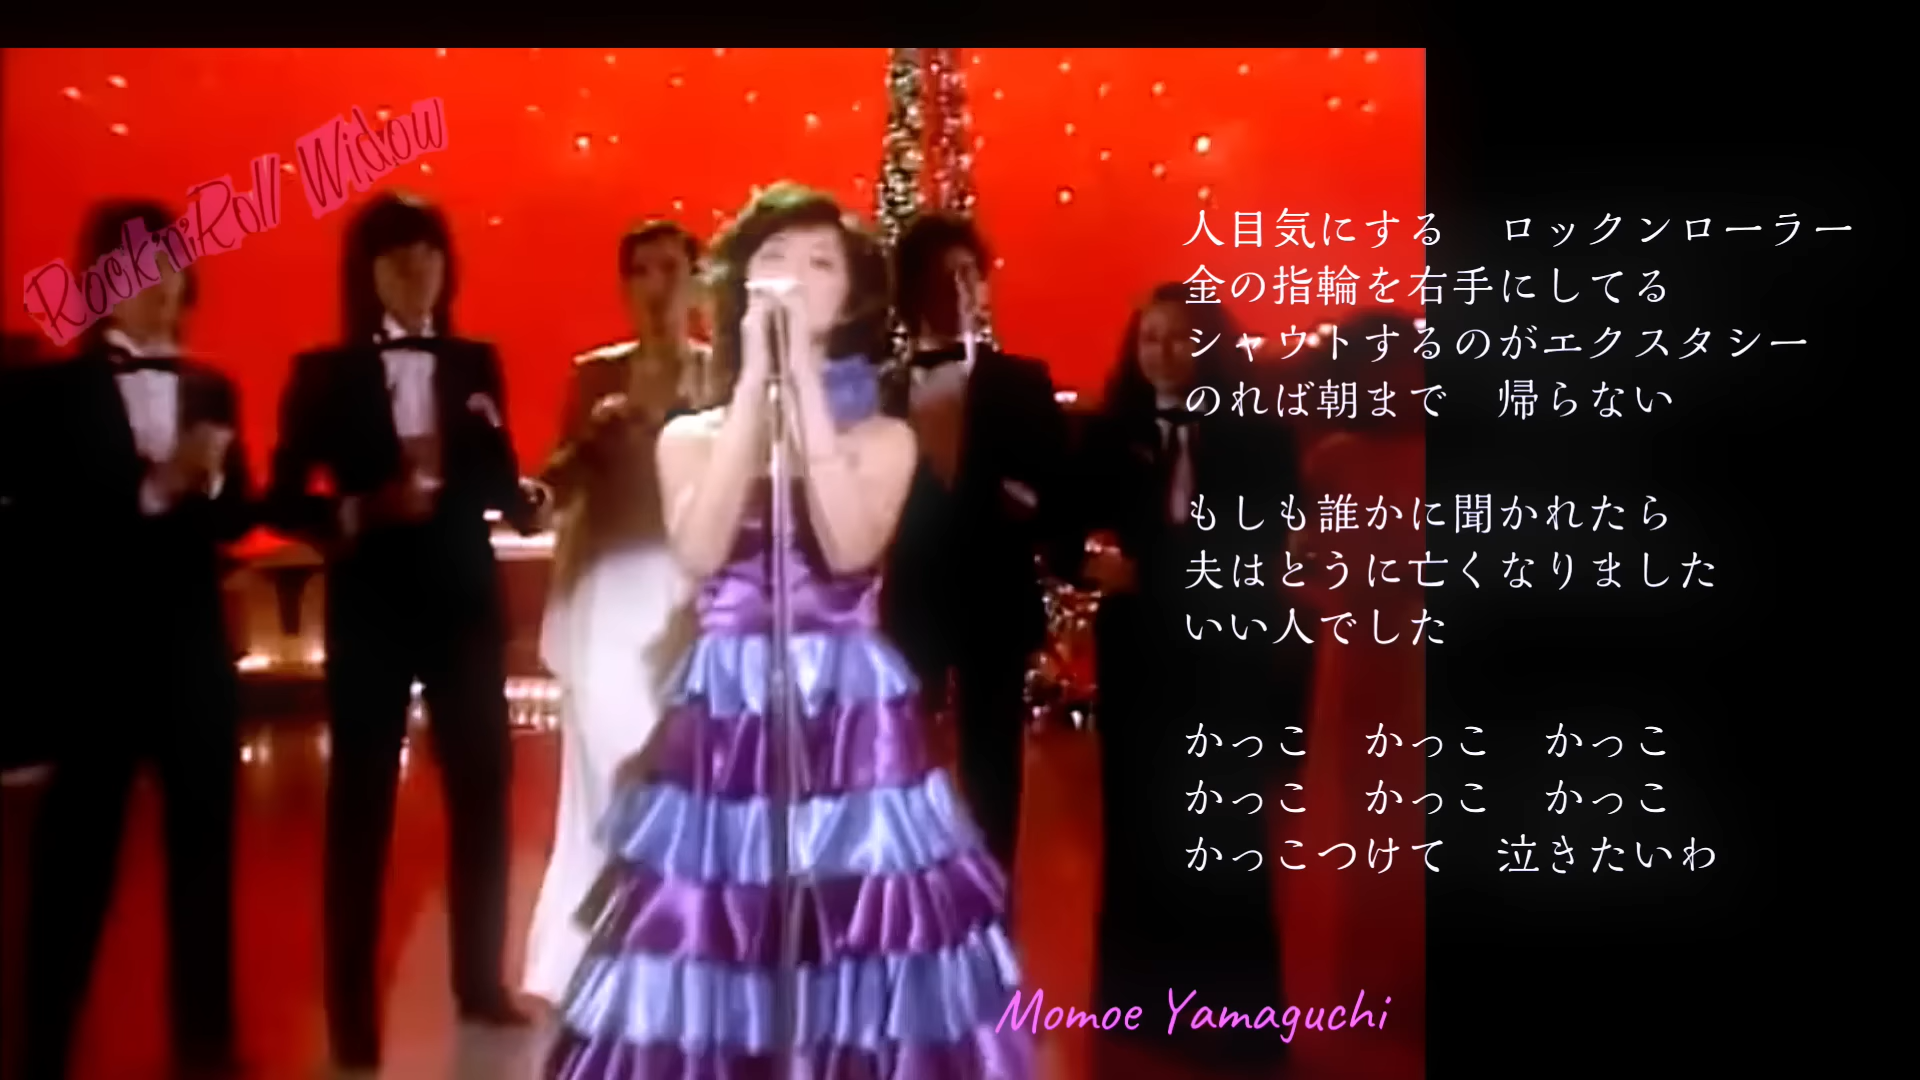 Rock'n'Roll Widow
人目気にする　ロックンローラー
金の指輪を右手にしてる
シャウトするのがエクスタシー
のれば朝まで　帰らない
もしも誰かに聞かれたら
夫はとうに亡くなりました
いい人でした
かっこ　かっこ　かっこ
かっこ　かっこ　かっこ
かっこつけて　泣きたいわ
Momoe Yamaguchi